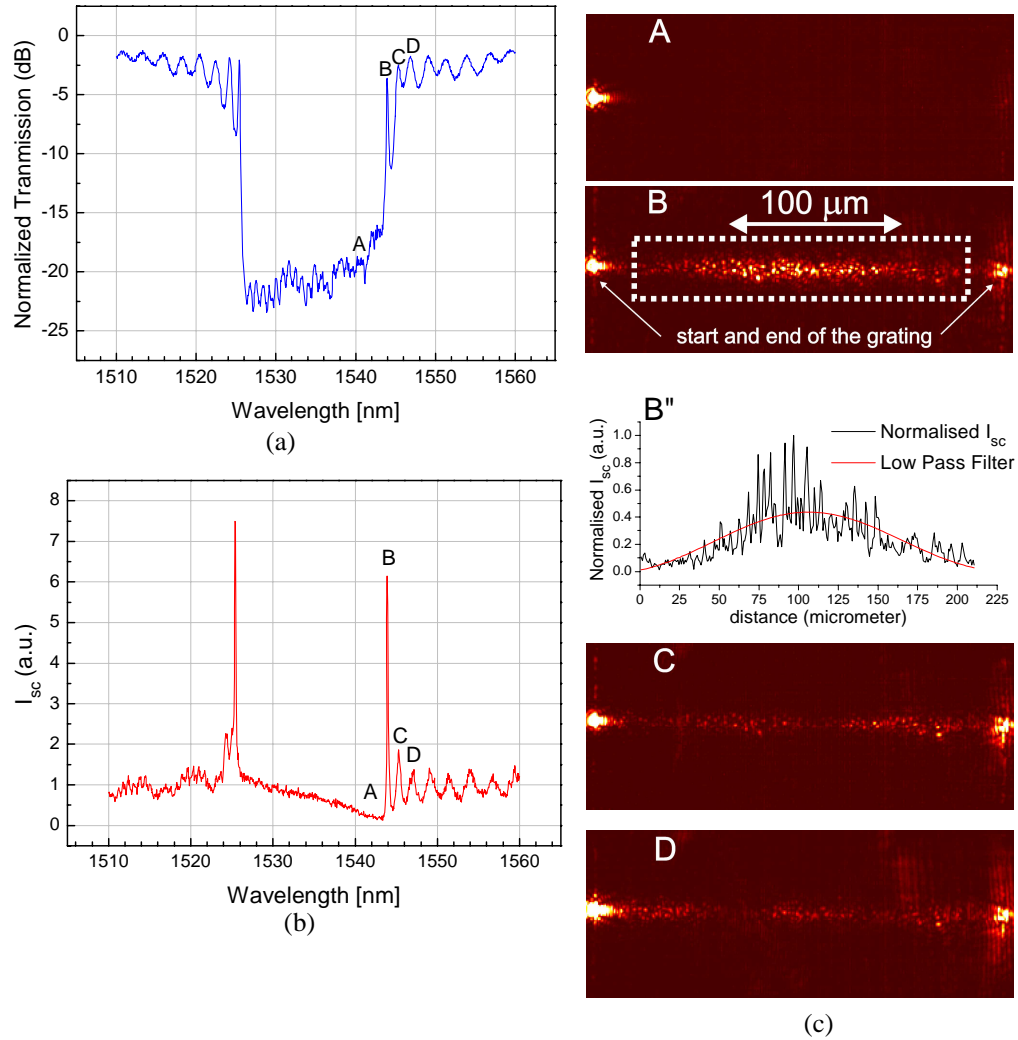 0
-5
-10
-15
-20
-25
Normalized Tranmission (dB)
A
B
C
D
1510 1520 1530 1540 1550 1560
Wavelength [nm]
(a)
8
7
6
5
4
3
2
1
0
I_sc (a.u.)
A
B
C
D
1510 1520 1530 1540 1550 1560
Wavelength [nm]
(b)
A
B
100 μm
start and end of the grating
B"
Normalised I_sc
Low Pass Filter
1.0
0.8
0.6
0.4
0.2
0.0
Normalised I_sc (a.u.)
0 25 50 75 100 125 150 175 200 225
distance (micrometer)
C
D
(c)